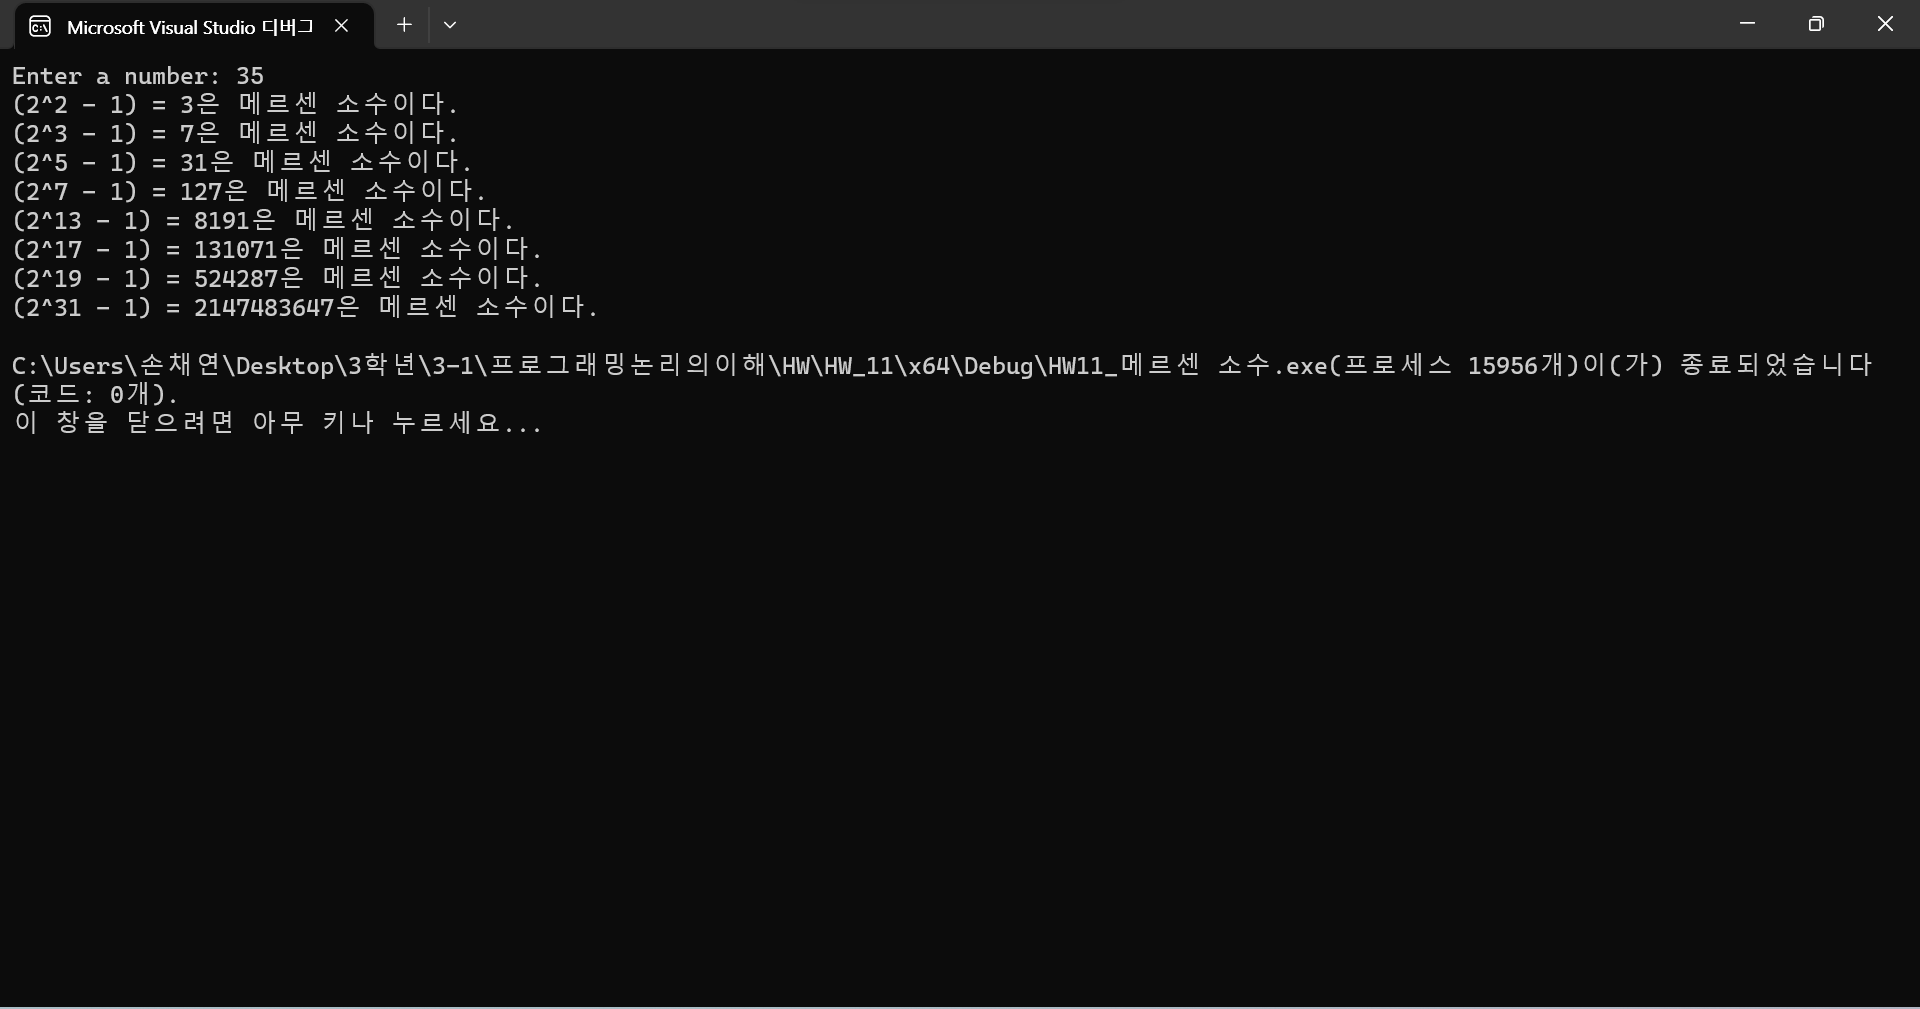 Microsoft Visual Studio 디버그
Enter a number: 35
(2^2 - 1) = 3은 메르센 소수이다.
(2^3 - 1) = 7은 메르센 소수이다.
(2^5 - 1) = 31은 메르센 소수이다.
(2^7 - 1) = 127은 메르센 소수이다.
(2^13 - 1) = 8191은 메르센 소수이다.
(2^17 - 1) = 131071은 메르센 소수이다.
(2^19 - 1) = 524287은 메르센 소수이다.
(2^31 - 1) = 2147483647은 메르센 소수이다.
C:\Users\손채연\Desktop\3학년\3-1\프로그래밍논리의이해\HW\HW_11\x64\Debug\HW11_메르센 소수.exe(프로세스 15956개)이(가) 종료되었습니다
(코드: 0개).
이 창을 닫으려면 아무 키나 누르세요...